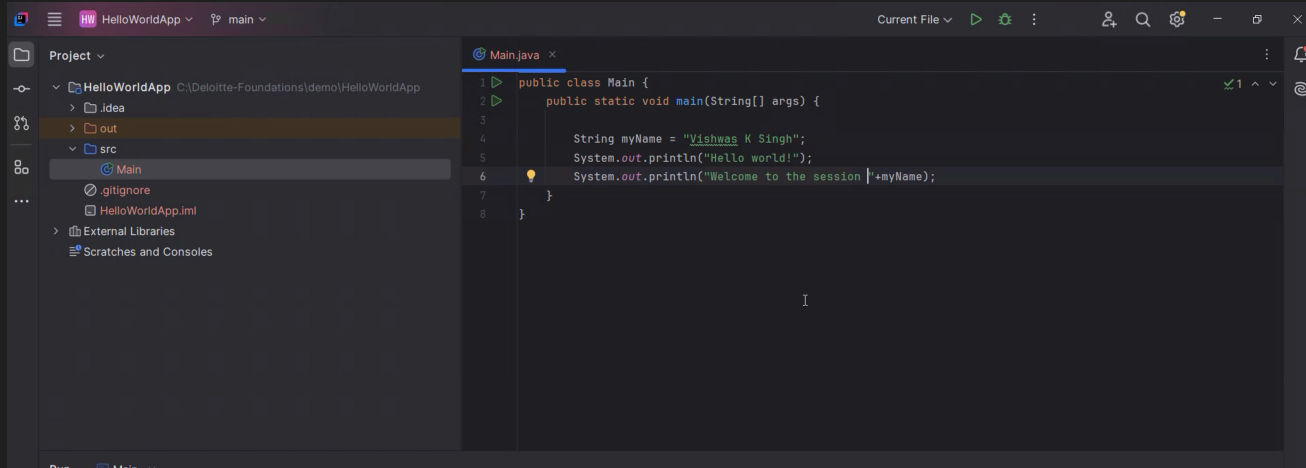 HW HelloWorldApp main Current File
Project
Main.java
HelloWorldApp C:\Deloitte-Foundations\demo\HelloWorldApp
.idea
out
src
Main
.gitignore
HelloWorldApp.iml
External Libraries
Scratches and Consoles
1 public class Main {
2 public static void main(String[] args) {
3
4 String myName = "Vishwas K Singh";
5 System.out.println("Hello world!");
6 System.out.println("Welcome to the session "+myName);
7 }
8 }
1
Run Main